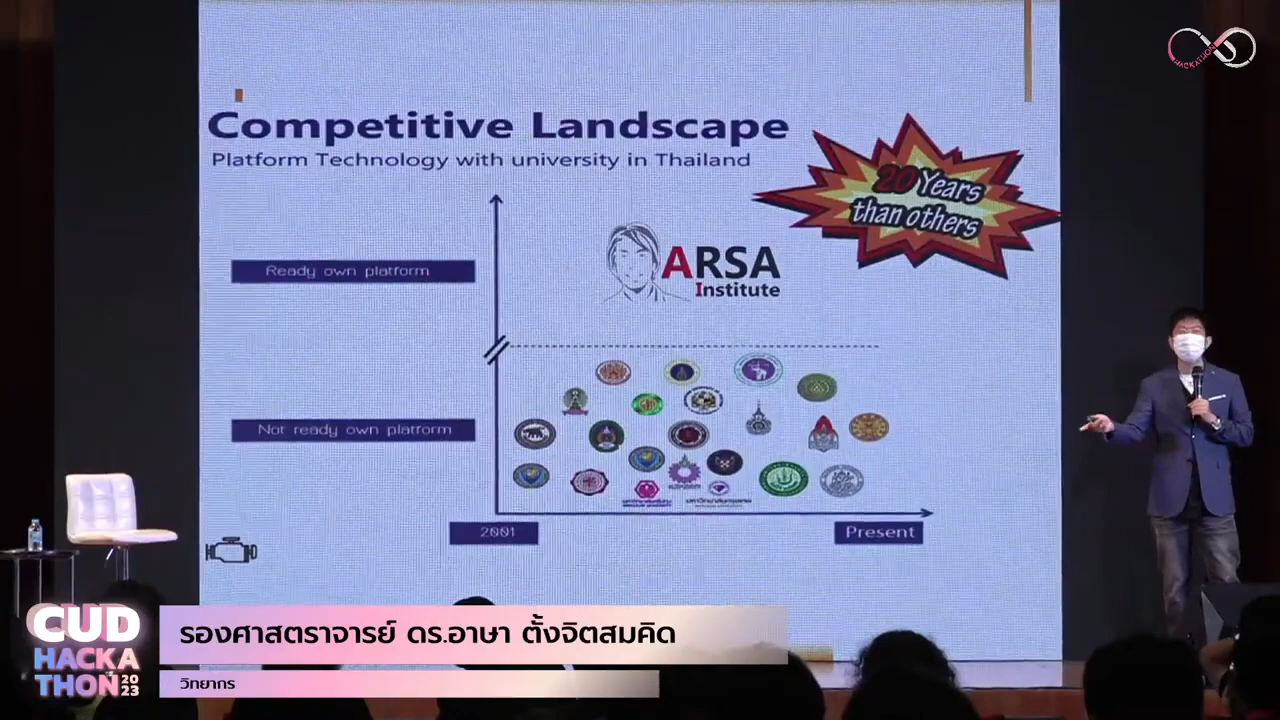 HACKATHON
Competitive Landscape
Platform Technology with university in Thailand
20 Years
than others
Ready own platform
ARSA
Institute
Not ready own platform
2001
Present
CUD
HACKA
THON 20
23
รองศาสตราจารย์ ดร.อาษา ตั้งจิตสมคิด
วิทยากร